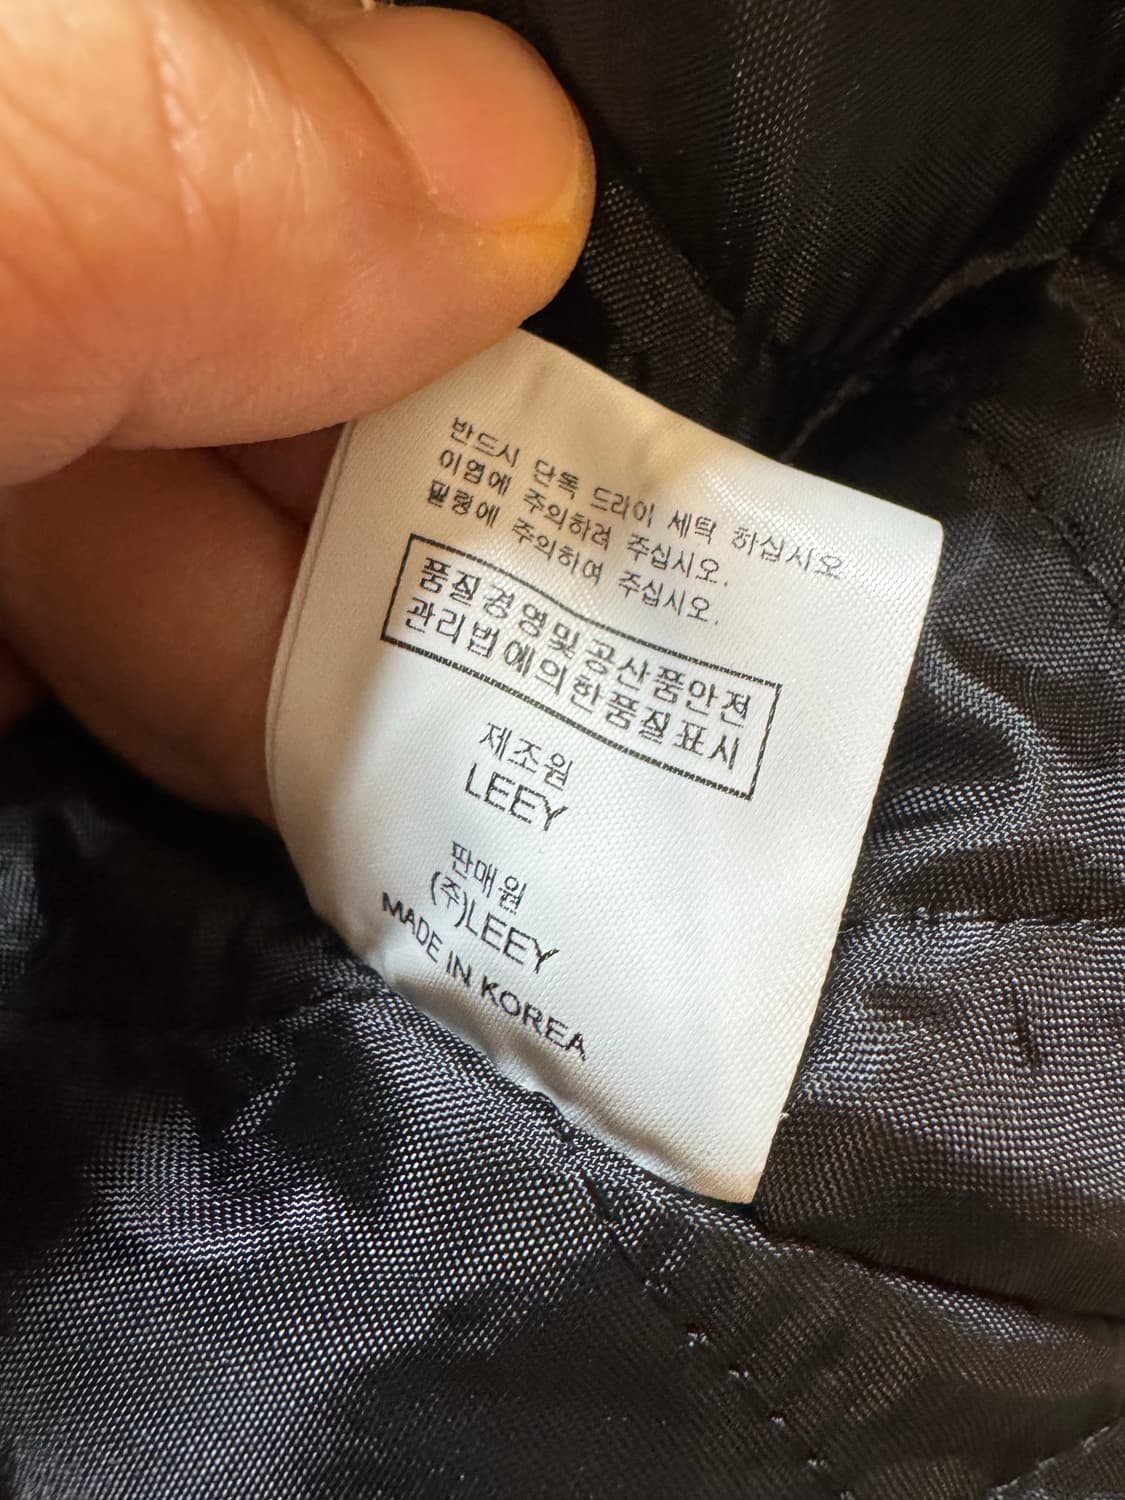 반드시 단독 드라이 세탁 하십시오
이염에 주의하려 주십시오.
필링에 주의하여 주십시오.
품질경영및공산품안전
관리법에의한품질표시
제조원
LEEY
판매원
(주)LEEY
MADE IN KOREA